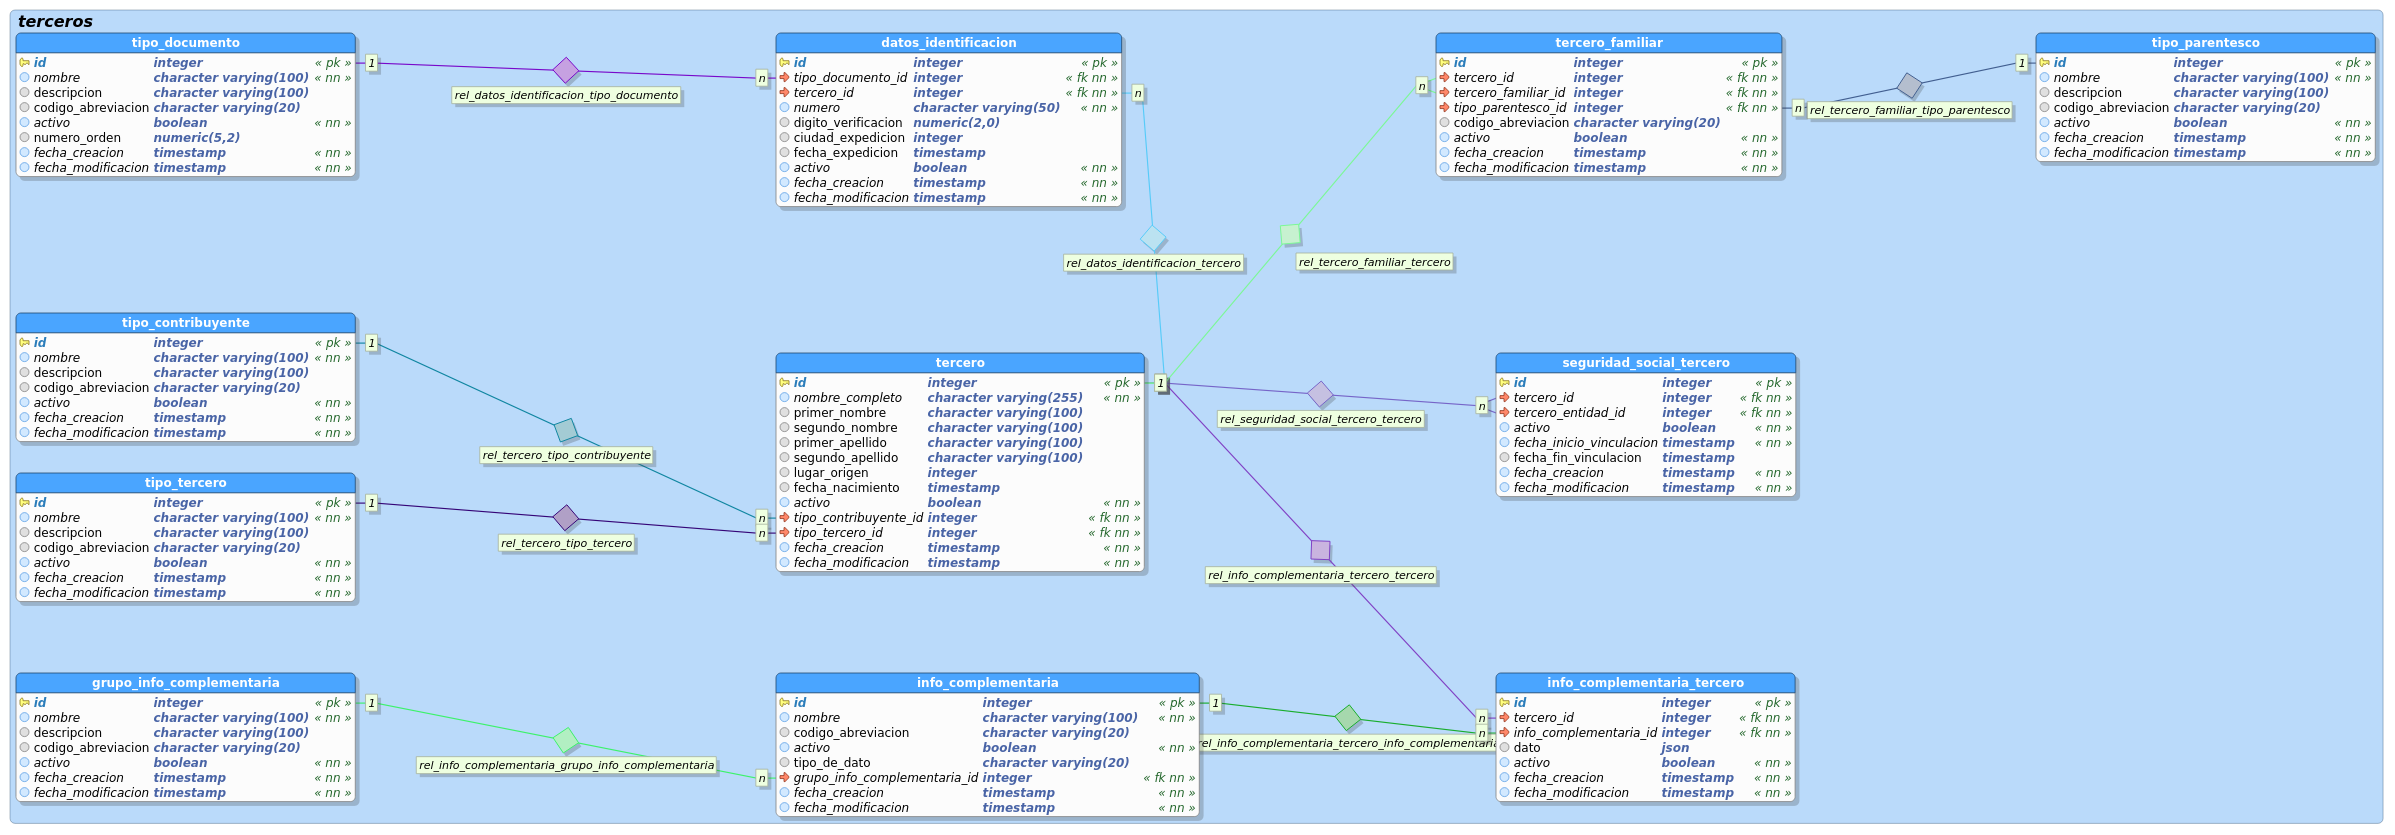 terceros
tipo_documento
id integer « pk »
nombre character varying(100) « nn »
descripcion character varying(100)
codigo_abreviacion character varying(20)
activo boolean « nn »
numero_orden numeric(5,2)
fecha_creacion timestamp « nn »
fecha_modificacion timestamp « nn »
1
n
rel_datos_identificacion_tipo_documento
datos_identificacion
id integer « pk »
tipo_documento_id integer « fk nn »
tercero_id integer « fk nn »
numero character varying(50) « nn »
digito_verificacion numeric(2,0)
ciudad_expedicion integer
fecha_expedicion timestamp
activo boolean « nn »
fecha_creacion timestamp « nn »
fecha_modificacion timestamp « nn »
n
rel_datos_identificacion_tercero
n
rel_tercero_familiar_tercero
tercero_familiar
id integer « pk »
tercero_id integer « fk nn »
tercero_familiar_id integer « fk nn »
tipo_parentesco_id integer « fk nn »
codigo_abreviacion character varying(20)
activo boolean « nn »
fecha_creacion timestamp « nn »
fecha_modificacion timestamp « nn »
n
1
rel_tercero_familiar_tipo_parentesco
tipo_parentesco
id integer « pk »
nombre character varying(100) « nn »
descripcion character varying(100)
codigo_abreviacion character varying(20)
activo boolean « nn »
fecha_creacion timestamp « nn »
fecha_modificacion timestamp « nn »
tipo_contribuyente
id integer « pk »
nombre character varying(100) « nn »
descripcion character varying(100)
codigo_abreviacion character varying(20)
activo boolean « nn »
fecha_creacion timestamp « nn »
fecha_modificacion timestamp « nn »
1
rel_tercero_tipo_contribuyente
n
tipo_tercero
id integer « pk »
nombre character varying(100) « nn »
descripcion character varying(100)
codigo_abreviacion character varying(20)
activo boolean « nn »
fecha_creacion timestamp « nn »
fecha_modificacion timestamp « nn »
1
n
rel_tercero_tipo_tercero
tercero
id integer « pk »
nombre_completo character varying(255) « nn »
primer_nombre character varying(100)
segundo_nombre character varying(100)
primer_apellido character varying(100)
segundo_apellido character varying(100)
lugar_origen integer
fecha_nacimiento timestamp
activo boolean « nn »
tipo_contribuyente_id integer « fk nn »
tipo_tercero_id integer « fk nn »
fecha_creacion timestamp « nn »
fecha_modificacion timestamp « nn »
1
n
rel_seguridad_social_tercero_tercero
seguridad_social_tercero
id integer « pk »
tercero_id integer « fk nn »
tercero_entidad_id integer « fk nn »
activo boolean « nn »
fecha_inicio_vinculacion timestamp « nn »
fecha_fin_vinculacion timestamp
fecha_creacion timestamp « nn »
fecha_modificacion timestamp « nn »
rel_info_complementaria_tercero_tercero
grupo_info_complementaria
id integer « pk »
nombre character varying(100) « nn »
descripcion character varying(100)
codigo_abreviacion character varying(20)
activo boolean « nn »
fecha_creacion timestamp « nn »
fecha_modificacion timestamp « nn »
1
rel_info_complementaria_grupo_info_complementaria
n
info_complementaria
id integer « pk »
nombre character varying(100) « nn »
codigo_abreviacion character varying(20)
activo boolean « nn »
tipo_de_dato character varying(20)
grupo_info_complementaria_id integer « fk nn »
fecha_creacion timestamp « nn »
fecha_modificacion timestamp « nn »
1
n
n
rel_info_complementaria_tercero_info_complementaria
info_complementaria_tercero
id integer « pk »
tercero_id integer « fk nn »
info_complementaria_id integer « fk nn »
dato json
activo boolean « nn »
fecha_creacion timestamp « nn »
fecha_modificacion timestamp « nn »